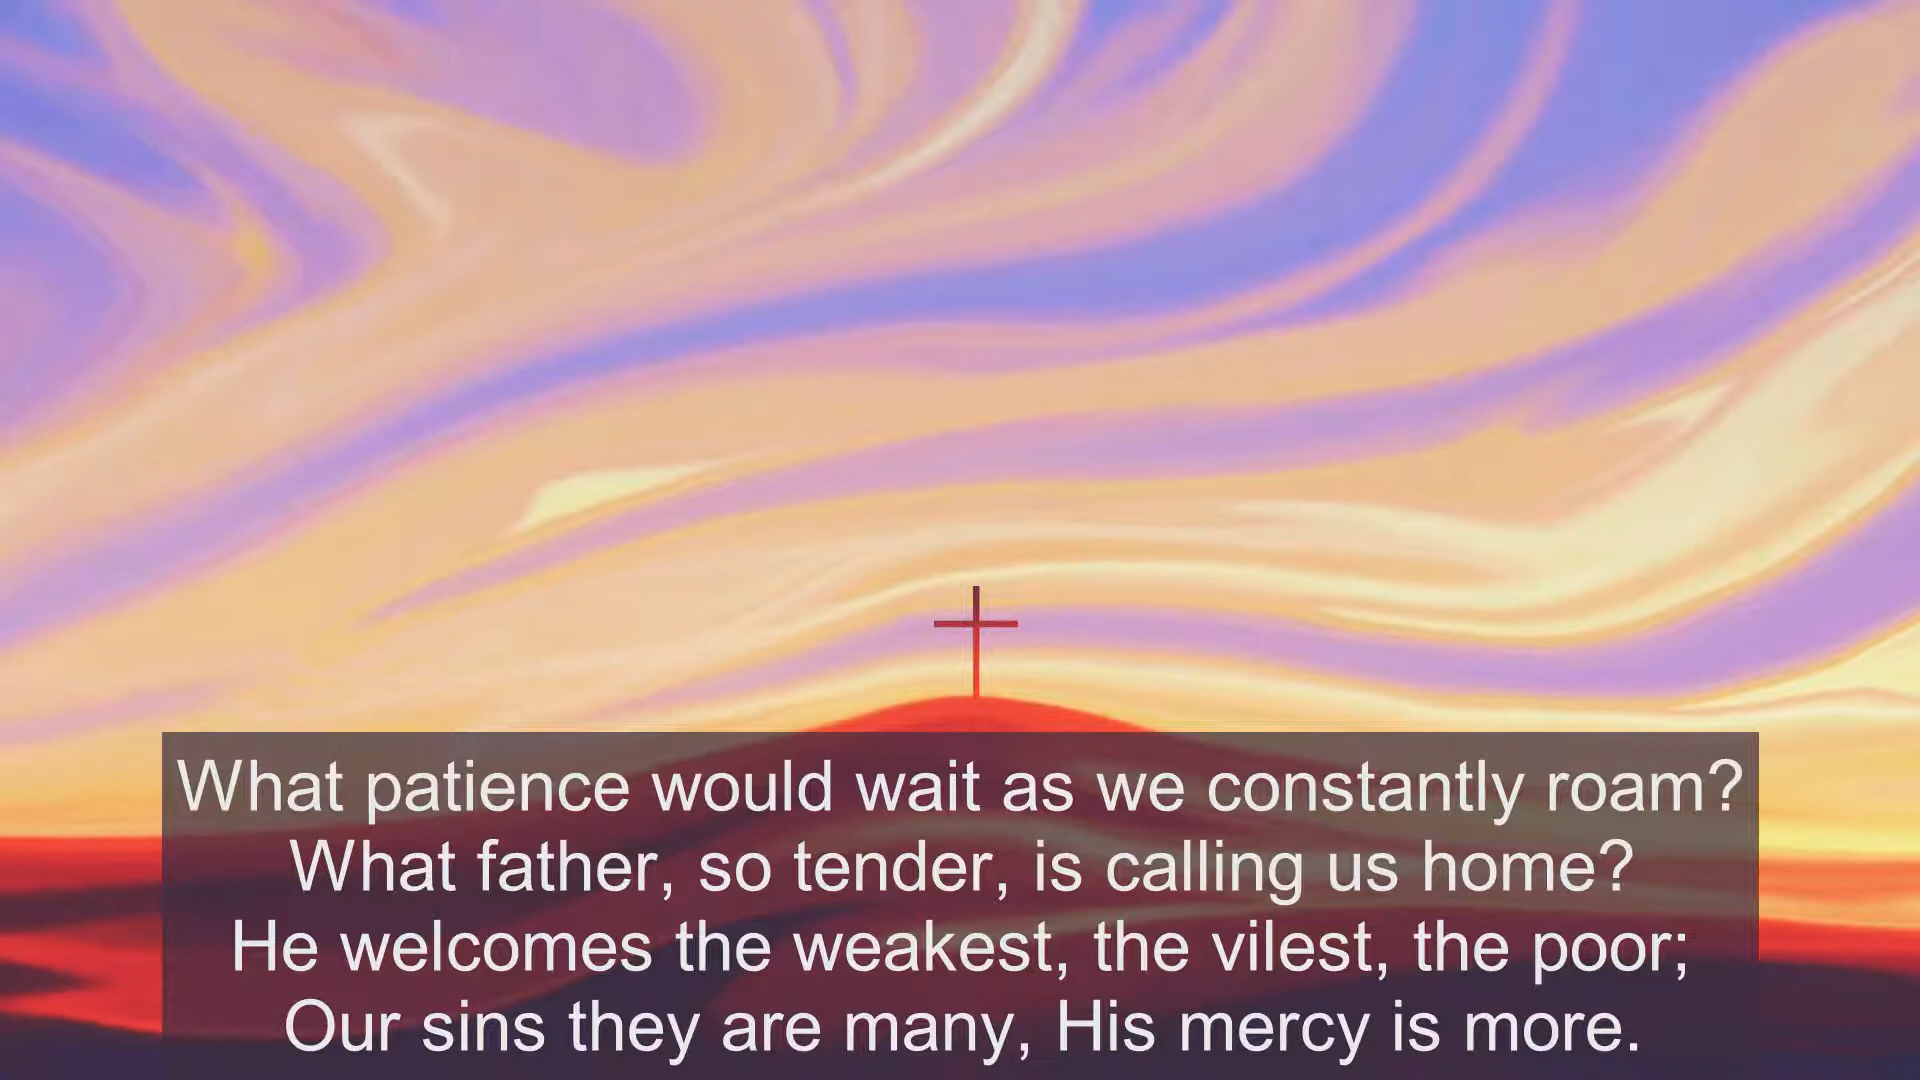 What patience would wait as we constantly roam?
What father, so tender, is calling us home?
He welcomes the weakest, the vilest, the poor;
Our sins they are many, His mercy is more.